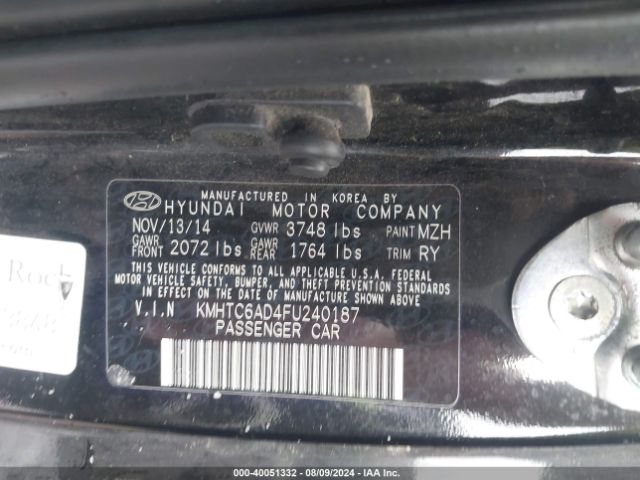 MANUFACTURED IN KOREA BY
HYUNDAI MOTOR COMPANY
NOV/13/14 GVWR 3748 lbs PAINT MZH
GAWR FRONT 2072 lbs GAWR REAR 1764 lbs TRIM RY
THIS VEHICLE CONFORMS TO ALL APPLICABLE U.S.A. FEDERAL
MOTOR VEHICLE SAFETY, BUMPER, AND THEFT PREVENTION STANDARDS
IN EFFECT ON THE DATE OF MANUFACTURE SHOWN ABOVE.
V.I.N KMHTC6AD4FU240187
PASSENGER CAR
Rock
.com
000-40051332 - 08/09/2024 - IAA Inc.